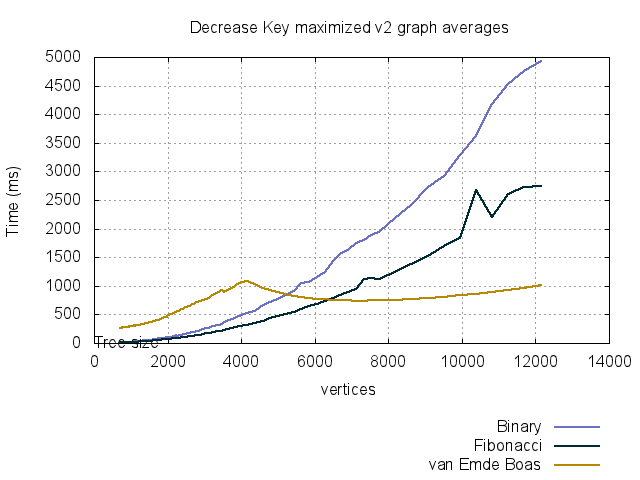 Decrease Key maximized v2 graph averages
5000
4500
4000
3500
3000
2500
2000
1500
1000
500
0
Time (ms)
Tree size
0 2000 4000 6000 8000 10000 12000 14000
vertices
Binary
Fibonacci
van Emde Boas